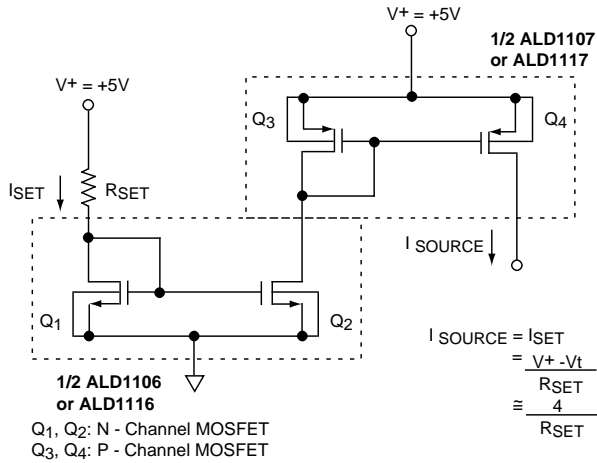 V+ = +5V
1/2 ALD1107
or ALD1117
V+ = +5V
Q3
Q4
ISET
RSET
I SOURCE
Q1
Q2
I SOURCE = ISET
= V+ -Vt
RSET
≅ 4
RSET
1/2 ALD1106
or ALD1116
Q1, Q2: N - Channel MOSFET
Q3, Q4: P - Channel MOSFET